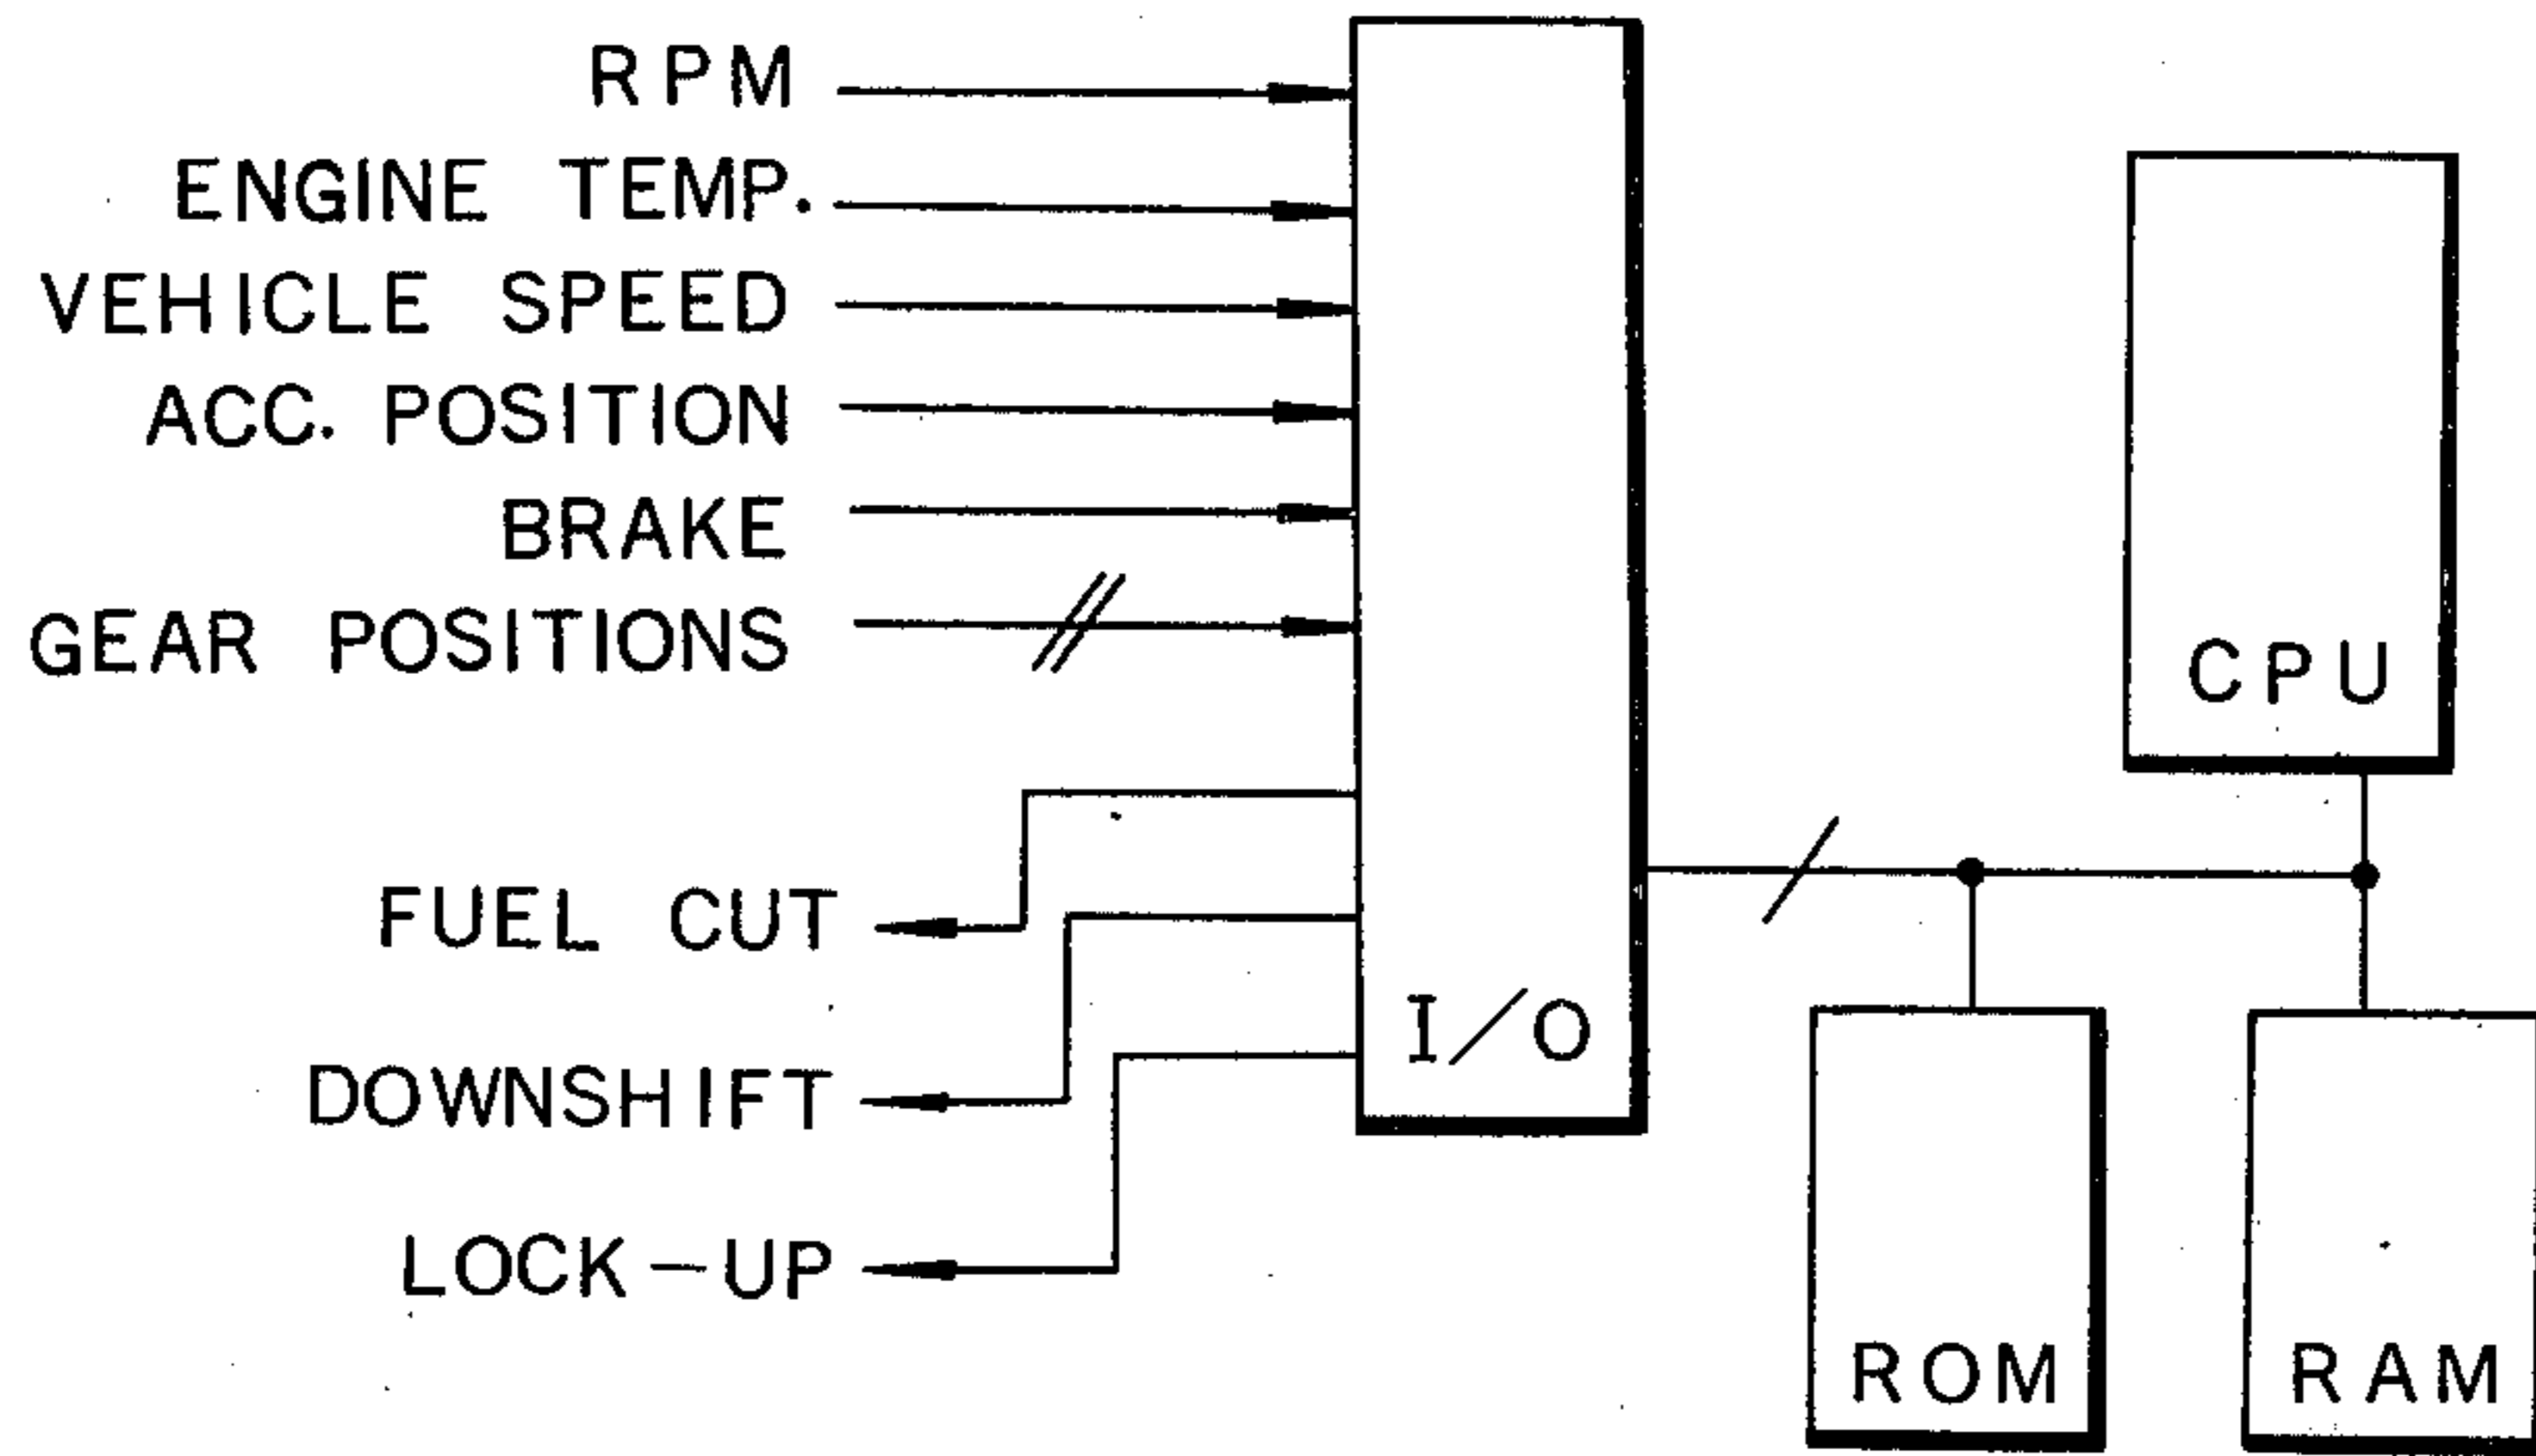 RPM
ENGINE TEMP.
VEHICLE SPEED
ACC. POSITION
BRAKE
GEAR POSITIONS
CPU
FUEL CUT
I/O
DOWNSHIFT
LOCK-UP
ROM
RAM